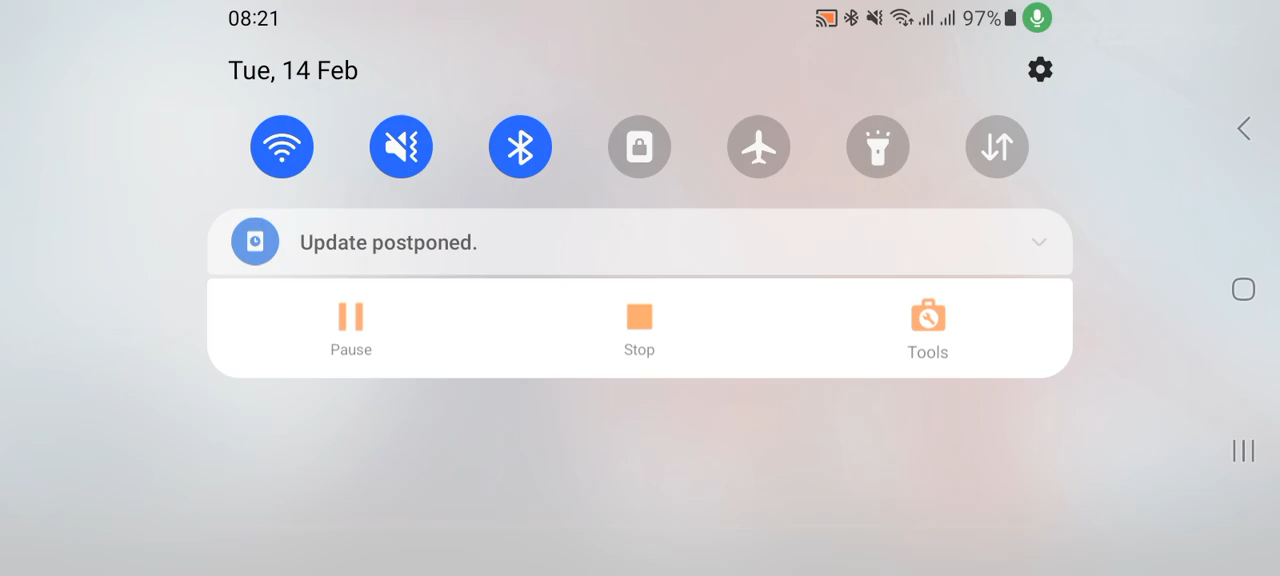 08:21
97%
Tue, 14 Feb
Update postponed.
Pause
Stop
Tools